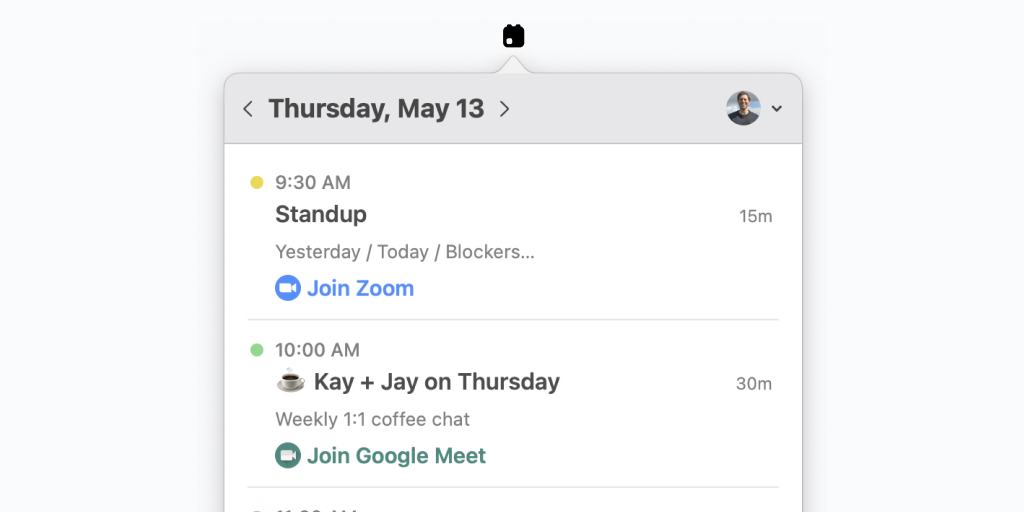 Thursday, May 13
9:30 AM
Standup
15m
Yesterday / Today / Blockers...
Join Zoom
10:00 AM
☕ Kay + Jay on Thursday
30m
Weekly 1:1 coffee chat
Join Google Meet